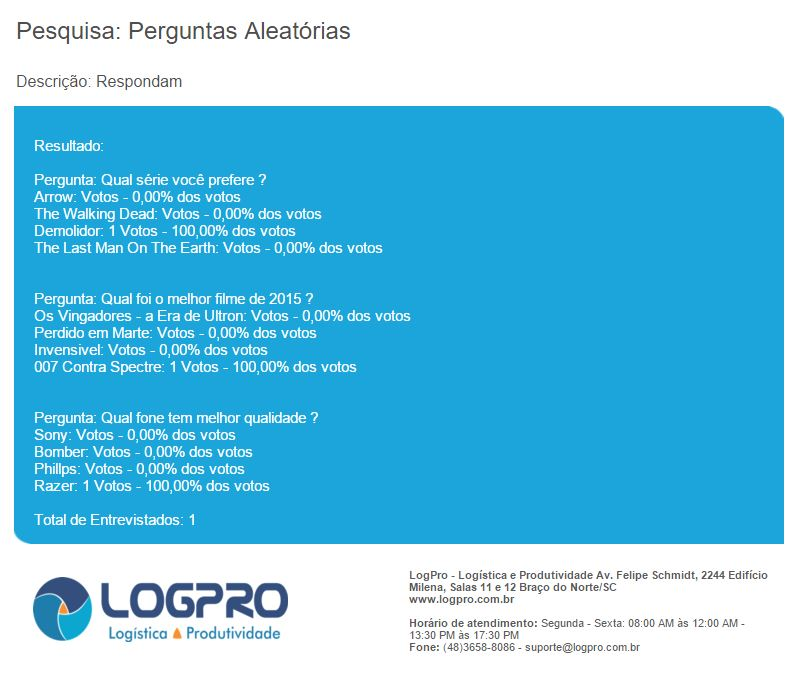 Pesquisa: Perguntas Aleatórias
Descrição: Respondam
Resultado:
Pergunta: Qual série você prefere ?
Arrow: Votos - 0,00% dos votos
The Walking Dead: Votos - 0,00% dos votos
Demolidor: 1 Votos - 100,00% dos votos
The Last Man On The Earth: Votos - 0,00% dos votos
Pergunta: Qual foi o melhor filme de 2015 ?
Os Vingadores - a Era de Ultron: Votos - 0,00% dos votos
Perdido em Marte: Votos - 0,00% dos votos
Invensivel: Votos - 0,00% dos votos
007 Contra Spectre: 1 Votos - 100,00% dos votos
Pergunta: Qual fone tem melhor qualidade ?
Sony: Votos - 0,00% dos votos
Bomber: Votos - 0,00% dos votos
Phillps: Votos - 0,00% dos votos
Razer: 1 Votos - 100,00% dos votos
Total de Entrevistados: 1
LOGPRO
Logística Produtividade
LogPro - Logística e Produtividade Av. Felipe Schmidt, 2244 Edifício
Milena, Salas 11 e 12 Braço do Norte/SC
www.logpro.com.br
Horário de atendimento: Segunda - Sexta: 08:00 AM às 12:00 AM -
13:30 PM às 17:30 PM
Fone: (48)3658-8086 - suporte@logpro.com.br